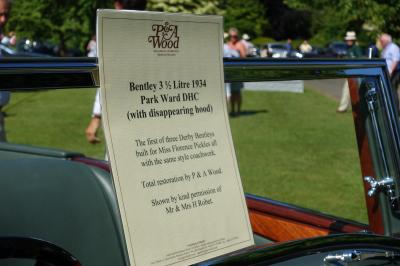 P&A
Wood
Bentley 3 ½ Litre 1934
Park Ward DHC
(with disappearing hood)
The first of three Derby Bentleys
built for Miss Florence Pickles all
with the same style coachwork.
Total restoration by P & A Wood.
Shown by kind permission of
Mr & Mrs H Robet.